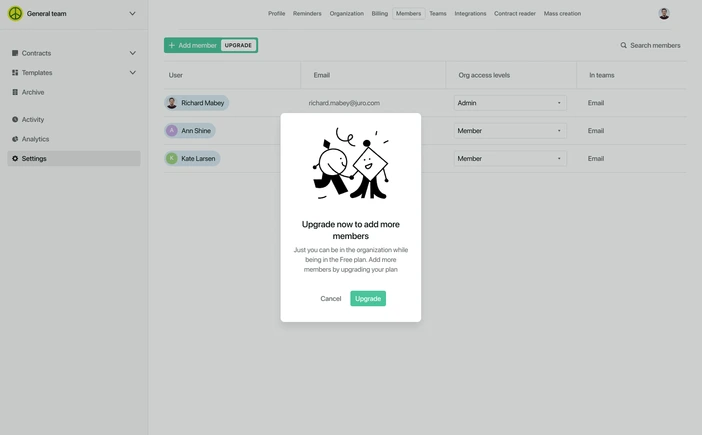 General team
Profile
Reminders
Organization
Billing
Members
Teams
Integrations
Contract reader
Mass creation
Contracts
Templates
Archive
Activity
Analytics
Settings
Add member
UPGRADE
Search members
User
Email
Org access levels
In teams
Richard Mabey
richard.mabey@juro.com
Admin
Email
A
Ann Shine
Member
Email
K
Kate Larsen
Member
Email
Upgrade now to add more
members
Just you can be in the organization while
being in the Free plan. Add more
members by upgrading your plan
Cancel
Upgrade